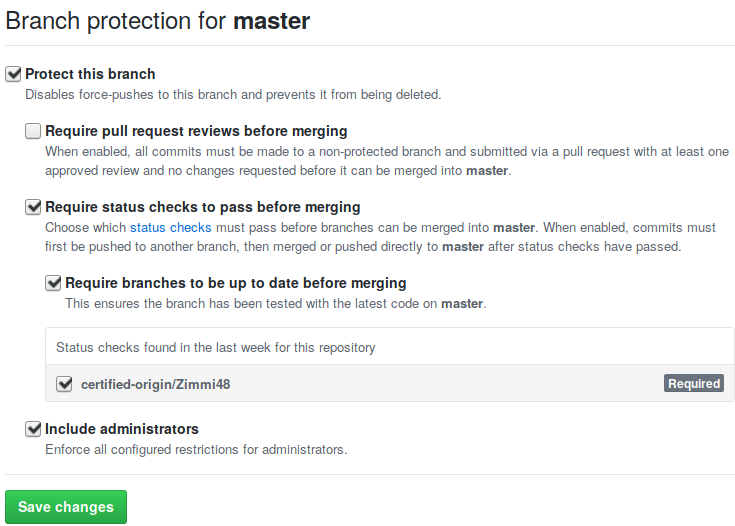 Branch protection for master
Protect this branch
Disables force-pushes to this branch and prevents it from being deleted.
Require pull request reviews before merging
When enabled, all commits must be made to a non-protected branch and submitted via a pull request with at least one
approved review and no changes requested before it can be merged into master.
Require status checks to pass before merging
Choose which status checks must pass before branches can be merged into master. When enabled, commits must
first be pushed to another branch, then merged or pushed directly to master after status checks have passed.
Require branches to be up to date before merging
This ensures the branch has been tested with the latest code on master.
Status checks found in the last week for this repository
certified-origin/Zimmi48 Required
Include administrators
Enforce all configured restrictions for administrators.
Save changes